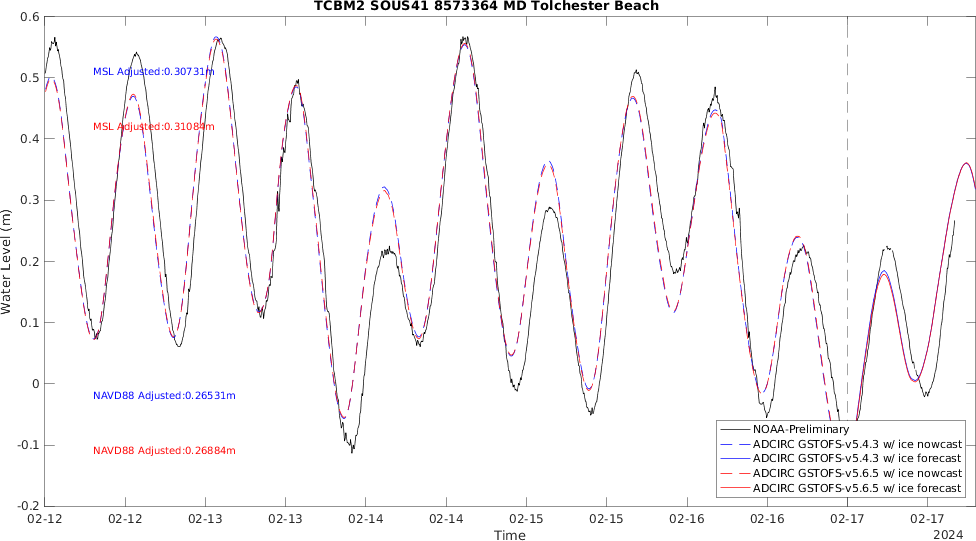 TCBM2 SOUS41 8573364 MD Tolchester Beach
0.6
0.5
0.4
0.3
0.2
0.1
0
-0.1
-0.2
Water Level (m)
MSL Adjusted:0.30731m
MSL Adjusted:0.31084m
NAVD88 Adjusted:0.26531m
NAVD88 Adjusted:0.26884m
NOAA-Preliminary
ADCIRC GSTOFS-v5.4.3 w/ ice nowcast
ADCIRC GSTOFS-v5.4.3 w/ ice forecast
ADCIRC GSTOFS-v5.6.5 w/ ice nowcast
ADCIRC GSTOFS-v5.6.5 w/ ice forecast
02-12 02-12 02-13 02-13 02-14 02-14 02-15 02-15 02-16 02-16 02-17 02-17
Time
2024